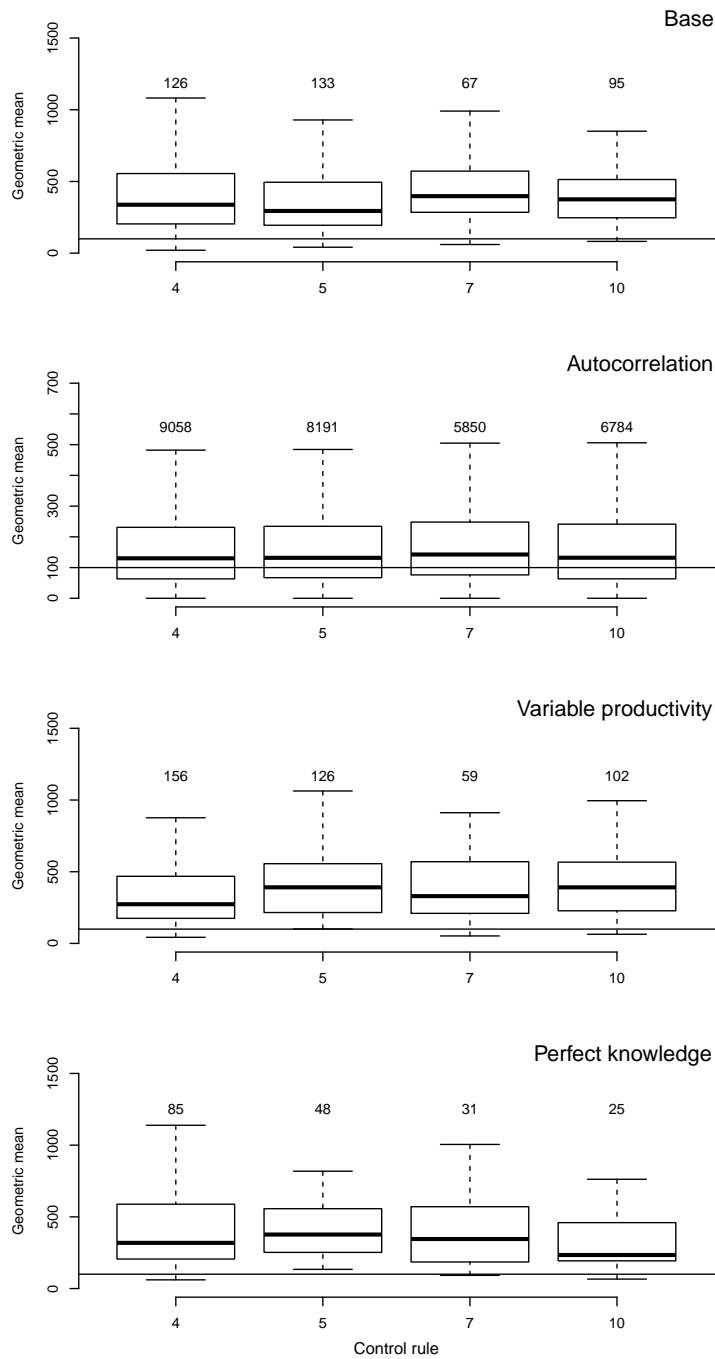 Base
1500
1000
500
0
Geometric mean
126 133 67 95
4 5 7 10
Autocorrelation
700
500
300
100
0
Geometric mean
9058 8191 5850 6784
4 5 7 10
Variable productivity
1500
1000
500
0
Geometric mean
156 126 59 102
4 5 7 10
Perfect knowledge
1500
1000
500
0
Geometric mean
85 48 31 25
4 5 7 10
Control rule